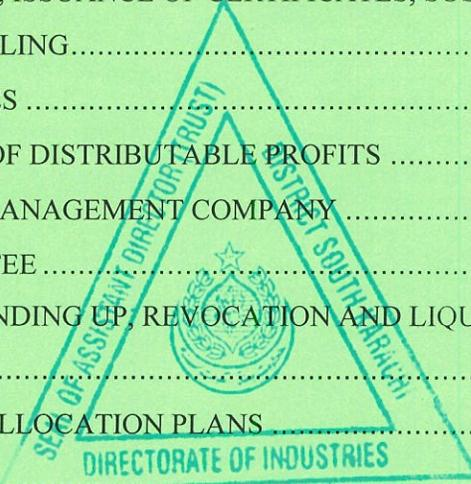 , ISSUANCE OF CERTIFICATES, SUS
LING....................
S ....................
OF DISTRIBUTABLE PROFITS ..........
ANAGEMENT COMPANY ..............
EE ....................
NDING UP, REVOCATION AND LIQU
....................
LLOCATION PLANS ....................
SEAL OF ASSISTANT DIRECTOR (TRUST)
DISTRICT SOUTH KARACHI
DIRECTORATE OF INDUSTRIES